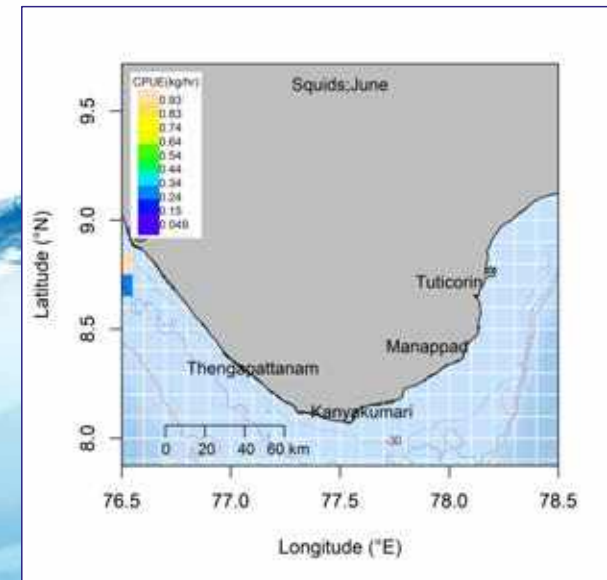 Squids;June
CPUE(kg/hr)
0.93
0.83
0.74
0.64
0.54
0.44
0.34
0.24
0.15
0.049
Latitude (°N)
9.5
9.0
8.5
8.0
Tuticorin
Manappad
Thengapattanam
Kanyakumari
-30
0 20 40 60 km
76.5 77.0 77.5 78.0 78.5
Longitude (°E)